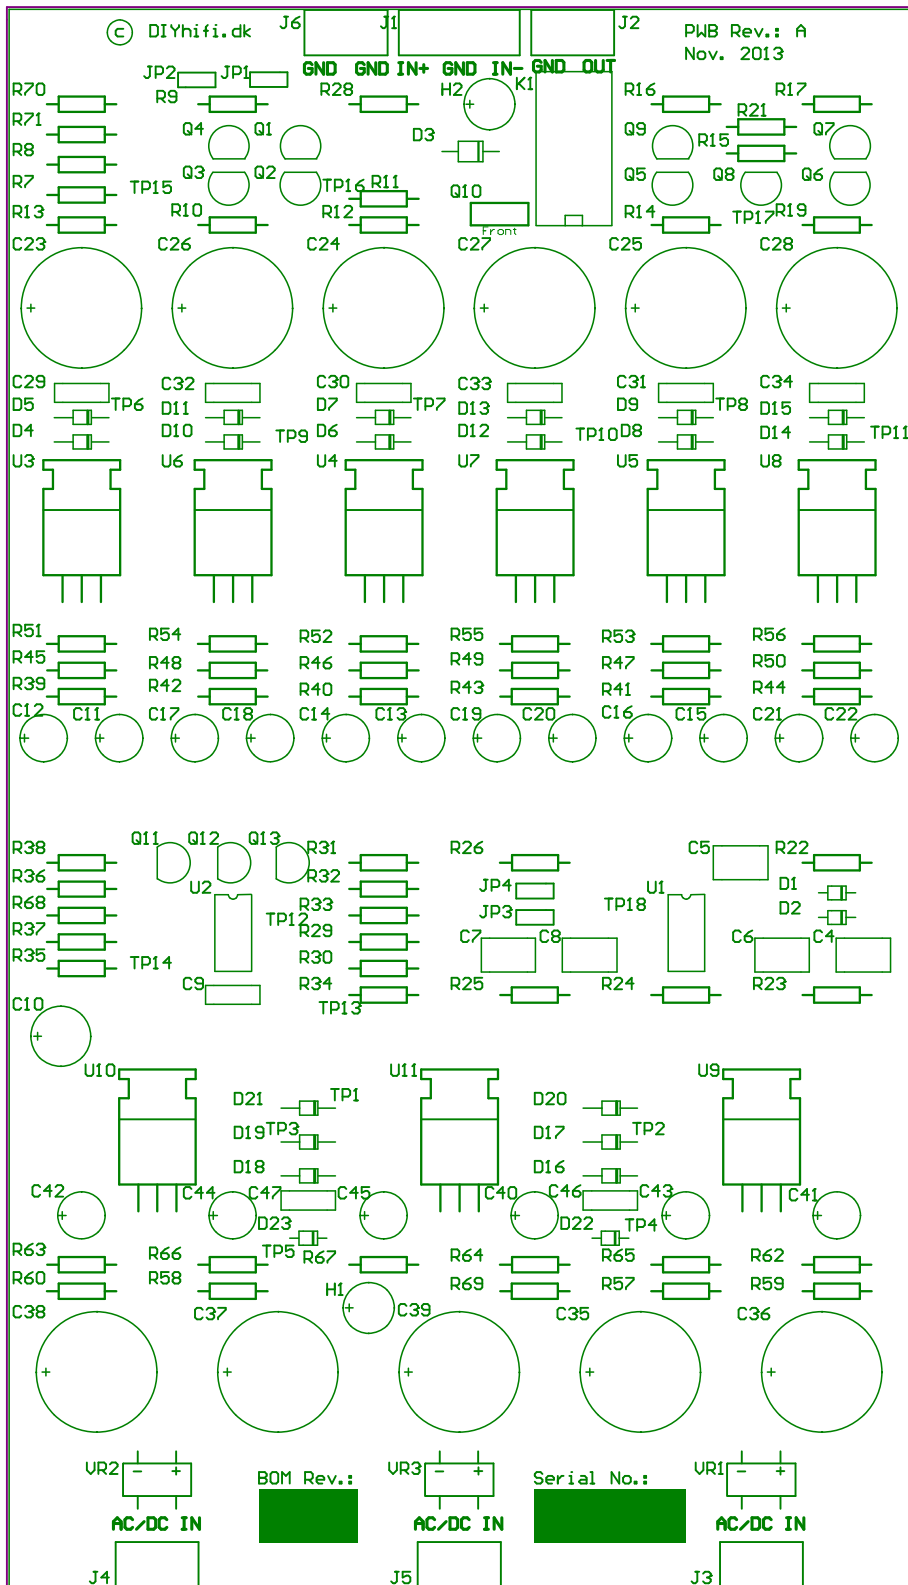 J6 J1 J2
© DIYhifi.dk PWB Rev.: A
Nov. 2013
GND GND IN+ GND IN- GND OUT
JP2 JP1 K1
R70 R9 R28 H2 R16 R17
R71 Q4 Q1 D3 Q9 R21 Q7
R8 R15
R7 Q3 Q2 Q5 Q8 Q6
TP15 TP16 R11 Q10
R13 R10 R12 R14 TP17 R19
Front
C23 C26 C24 C27 C25 C28
C29 C32 C30 C33 C31 C34
D5 TP6 D11 D7 TP7 D13 D9 TP8 D15
D4 D10 TP9 D6 D12 TP10 D8 D14 TP11
U3 U6 U4 U7 U5 U8
R51 R54 R52 R55 R53 R56
R45 R48 R46 R49 R47 R50
R39 R42 R40 R43 R41 R44
C12 C11 C17 C18 C14 C13 C19 C20 C16 C15 C21 C22
Q11 Q12 Q13
R38 R31 R26 C5 R22
R36 U2 R32 JP4 U1 D1
R68 TP12 R33 JP3 TP18 D2
R37 R29 C7 C8 C6 C4
R35 TP14 R30
C9 R34 R25 R24 R23
C10 TP13
U10 U11 U9
D21 TP1 D20
D19 TP3 D17 TP2
D18 D16
C42 C44 C47 C45 C40 C46 C43 C41
D23 D22 TP4
R63 R66 TP5 R67 R64 R65 R62
R60 R58 H1 R69 R57 R59
C38 C37 C39 C35 C36
VR2 VR3 VR1
BOM Rev.: Serial No.:
AC/DC IN AC/DC IN AC/DC IN
J4 J5 J3